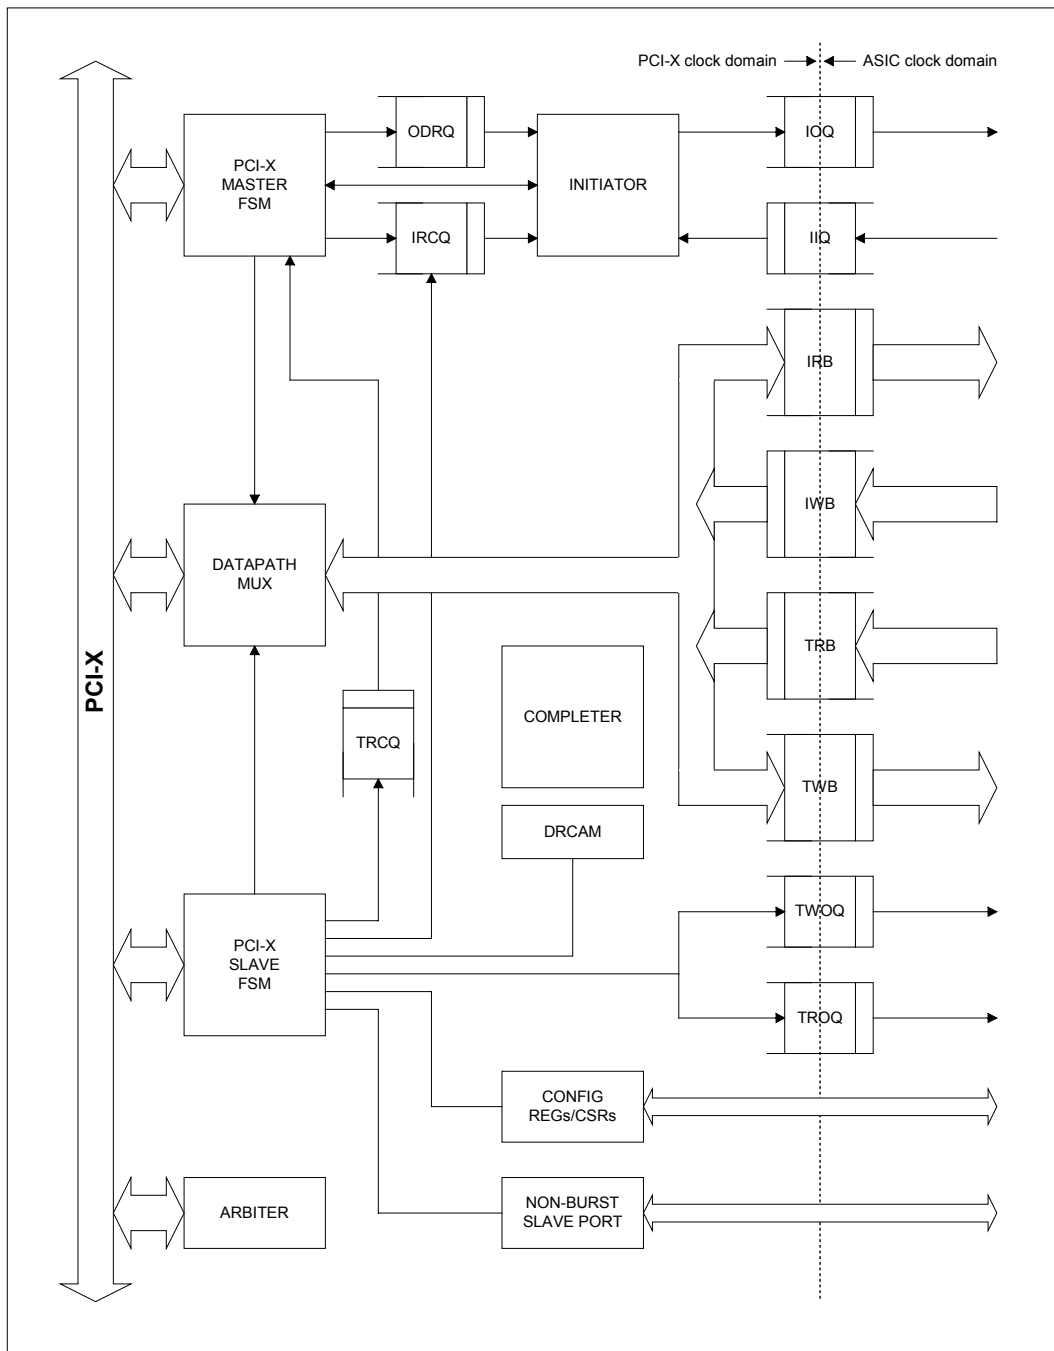 PCI-X clock domain
ASIC clock domain
ODRQ
IOQ
PCI-X
MASTER
FSM
INITIATOR
IRCQ
IIQ
IRB
IWB
DATAPATH
MUX
TRB
PCI-X
COMPLETER
TRCQ
TWB
DRCAM
TWOQ
PCI-X
SLAVE
FSM
TROQ
CONFIG
REGs/CSRs
ARBITER
NON-BURST
SLAVE PORT